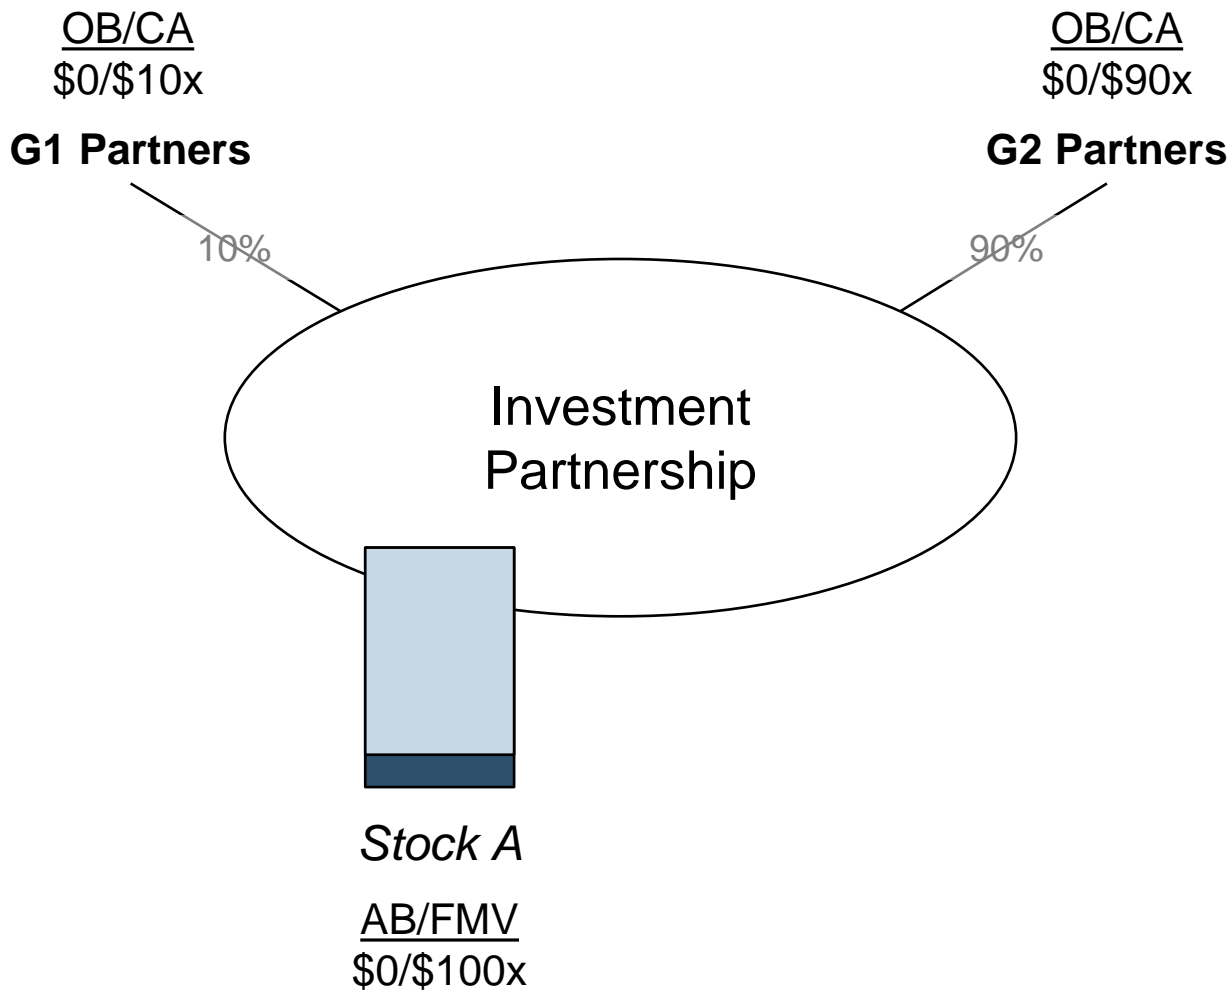 OB/CA
$0/$10x
G1 Partners
10%
OB/CA
$0/$90x
G2 Partners
90%
Investment
Partnership
Stock A
AB/FMV
$0/$100x